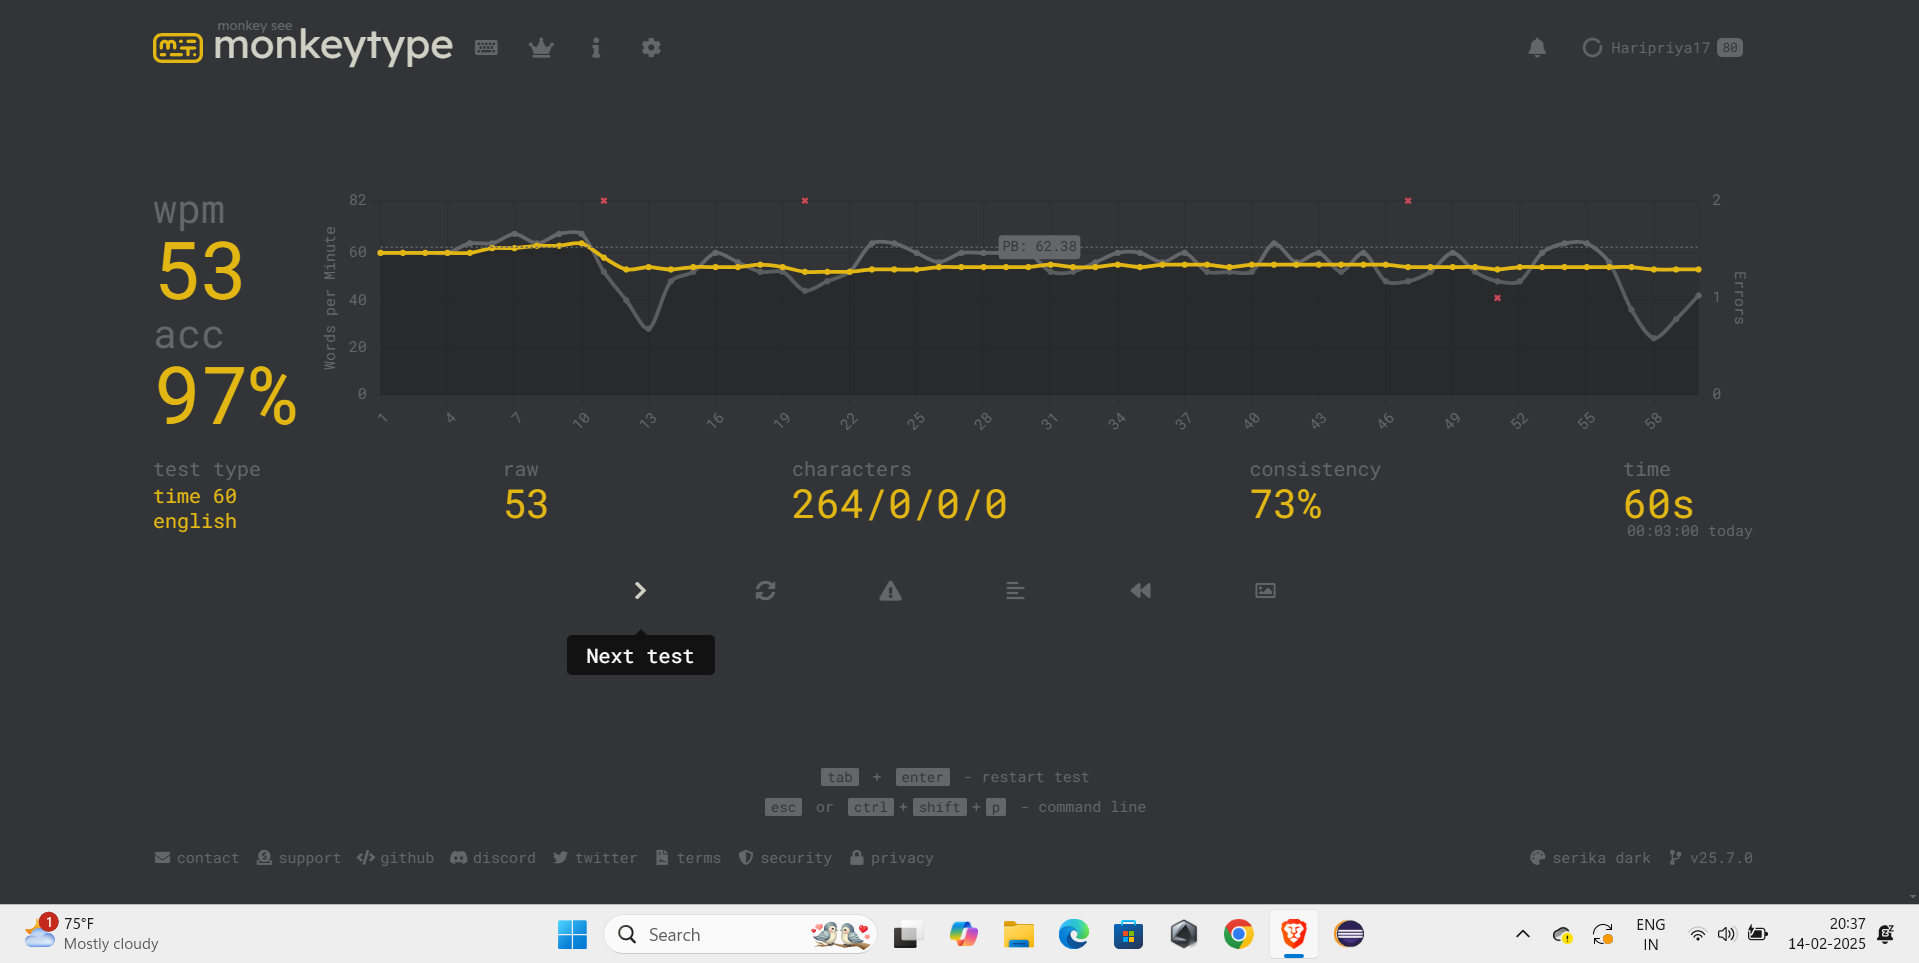 monkey see
monkeytype
Haripriya17 80
wpm
53
acc
97%
Words per Minute
82
60
40
20
0
PB: 62.38
2
1
0
Errors
1 4 7 10 13 16 19 22 25 28 31 34 37 40 43 46 49 52 55 58
test type
time 60
english
raw
53
characters
264/0/0/0
consistency
73%
time
60s
00:03:00 today
Next test
tab + enter - restart test
esc or ctrl + shift + p - command line
contact support github discord twitter terms security privacy
serika dark v25.7.0
1
75°F
Mostly cloudy
Search
ENG
IN
20:37
14-02-2025